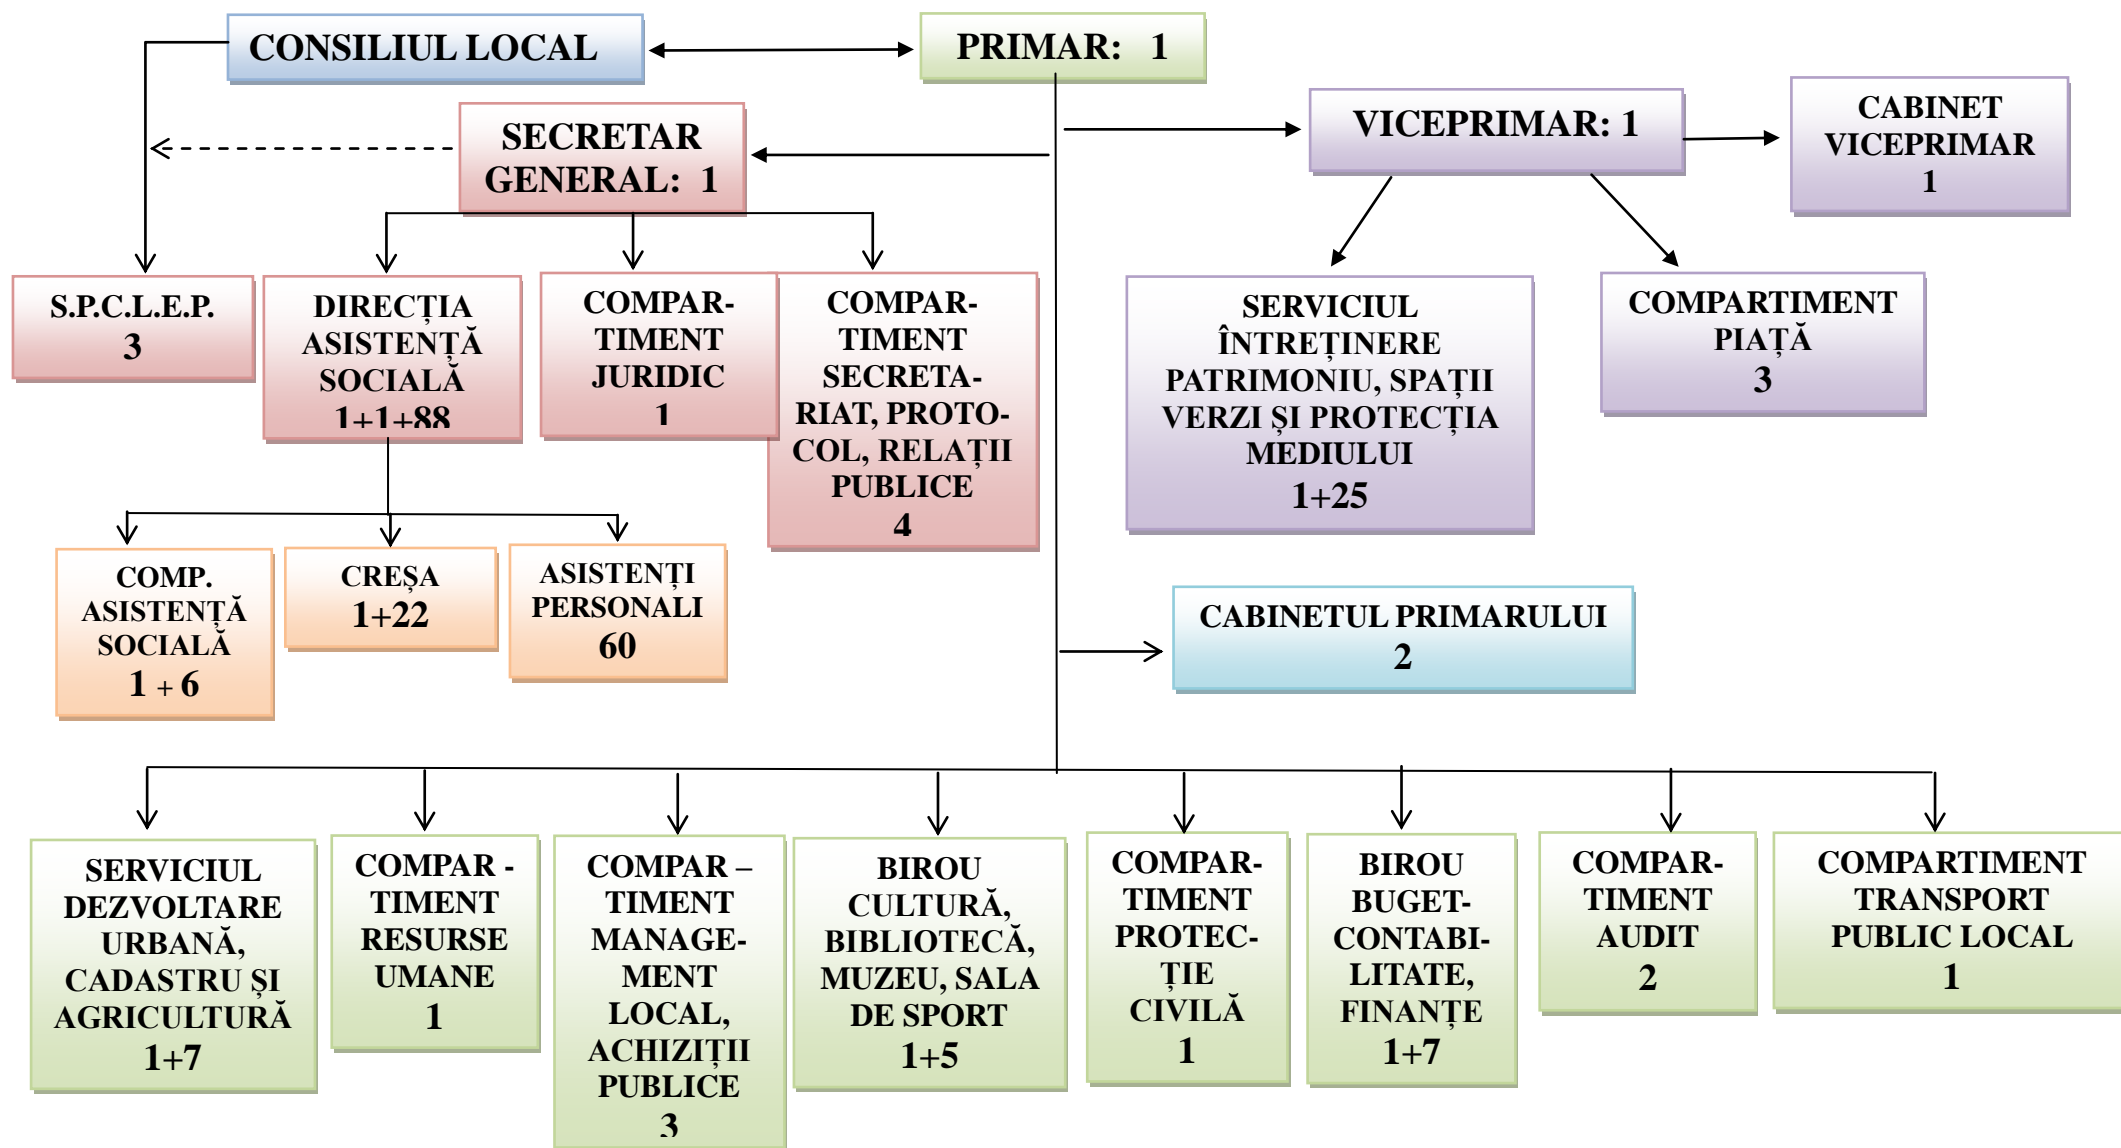 CONSILIUL LOCAL
PRIMAR: 1
SECRETAR
GENERAL: 1
VICEPRIMAR: 1
CABINET
VICEPRIMAR
1
S.P.C.L.E.P.
3
DIRECȚIA
ASISTENȚĂ
SOCIALĂ
1+1+88
COMPAR-
TIMENT
JURIDIC
1
COMPAR-
TIMENT
SECRETA-
RIAT, PROTO-
COL, RELAȚII
PUBLICE
4
SERVICIUL
ÎNTREȚINERE
PATRIMONIU, SPAȚII
VERZI ȘI PROTECȚIA
MEDIULUI
1+25
COMPARTIMENT
PIAȚĂ
3
COMP.
ASISTENȚĂ
SOCIALĂ
1 + 6
CREȘA
1+22
ASISTENȚI
PERSONALI
60
CABINETUL PRIMARULUI
2
SERVICIUL
DEZVOLTARE
URBANĂ,
CADASTRU ȘI
AGRICULTURĂ
1+7
COMPAR -
TIMENT
RESURSE
UMANE
1
COMPAR –
TIMENT
MANAGE-
MENT
LOCAL,
ACHIZIȚII
PUBLICE
3
BIROU
CULTURĂ,
BIBLIOTECĂ,
MUZEU, SALA
DE SPORT
1+5
COMPAR-
TIMENT
PROTEC-
ȚIE
CIVILĂ
1
BIROU
BUGET-
CONTABI-
LITATE,
FINANȚE
1+7
COMPAR-
TIMENT
AUDIT
2
COMPARTIMENT
TRANSPORT
PUBLIC LOCAL
1